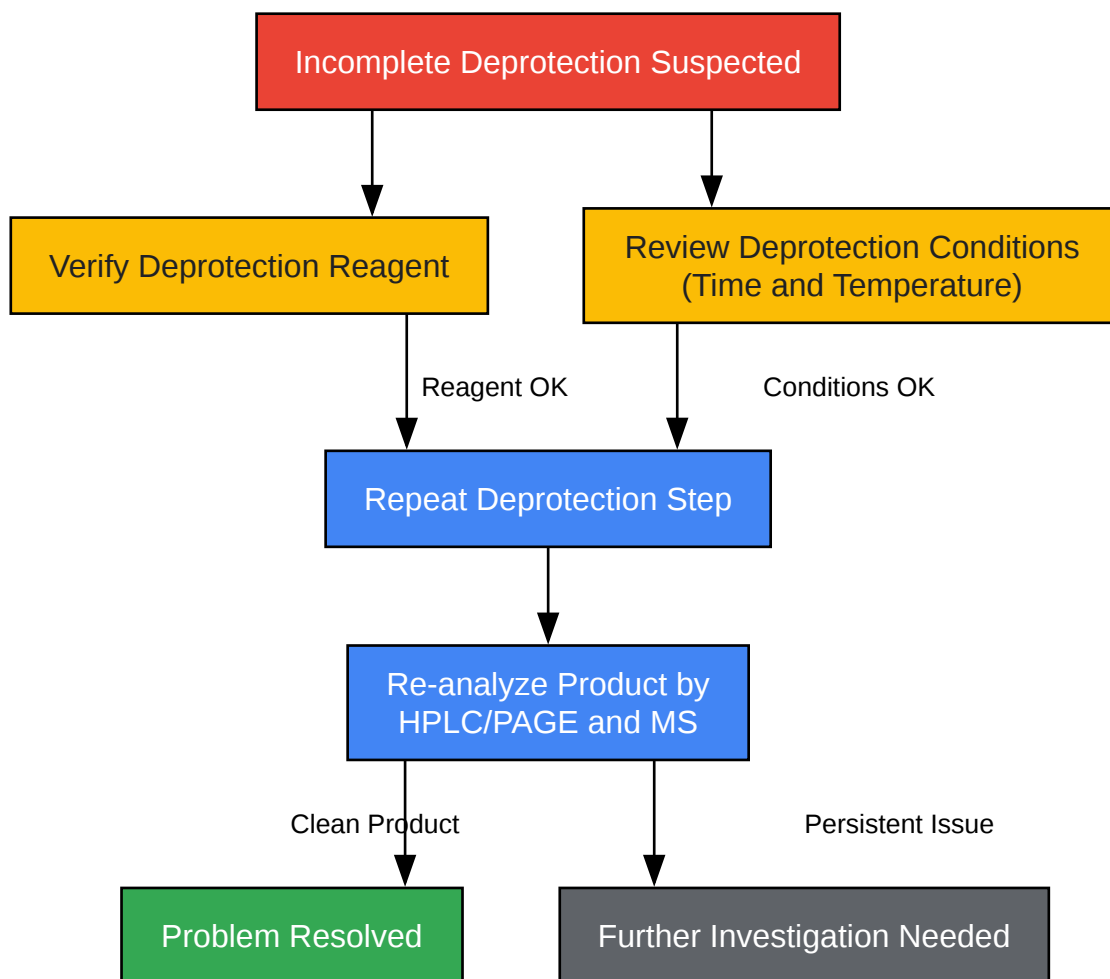 Incomplete Deprotection Suspected
Verify Deprotection Reagent
Review Deprotection Conditions
(Time and Temperature)
Reagent OK
Conditions OK
Repeat Deprotection Step
Re-analyze Product by
HPLC/PAGE and MS
Clean Product
Persistent Issue
Problem Resolved
Further Investigation Needed